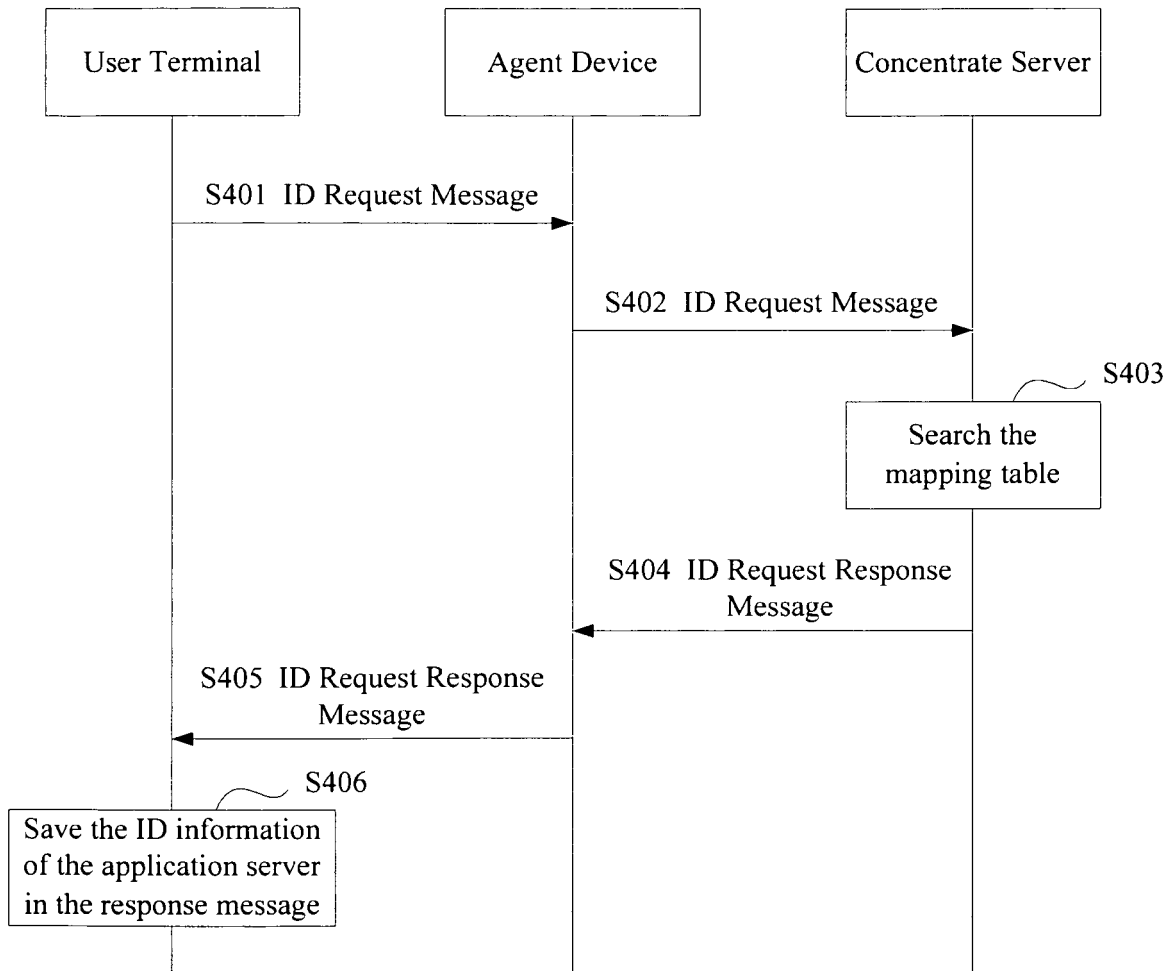 User Terminal
Agent Device
Concentrate Server
S401 ID Request Message
S402 ID Request Message
S403
Search the
mapping table
S404 ID Request Response
Message
S405 ID Request Response
Message
S406
Save the ID information
of the application server
in the response message